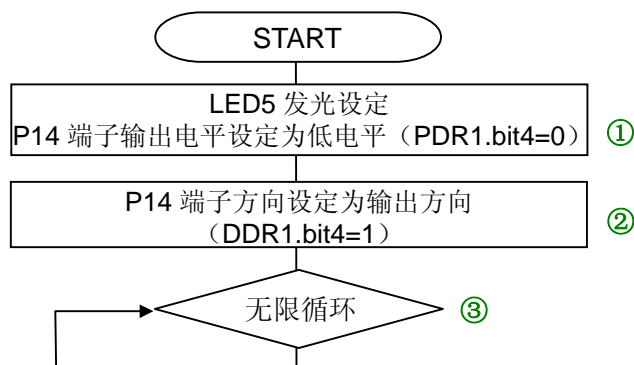 START
LED5 发光设定
P14 端子输出电平设定为低电平（PDR1.bit4=0） ①
P14 端子方向设定为输出方向
（DDR1.bit4=1） ②
无限循环 ③